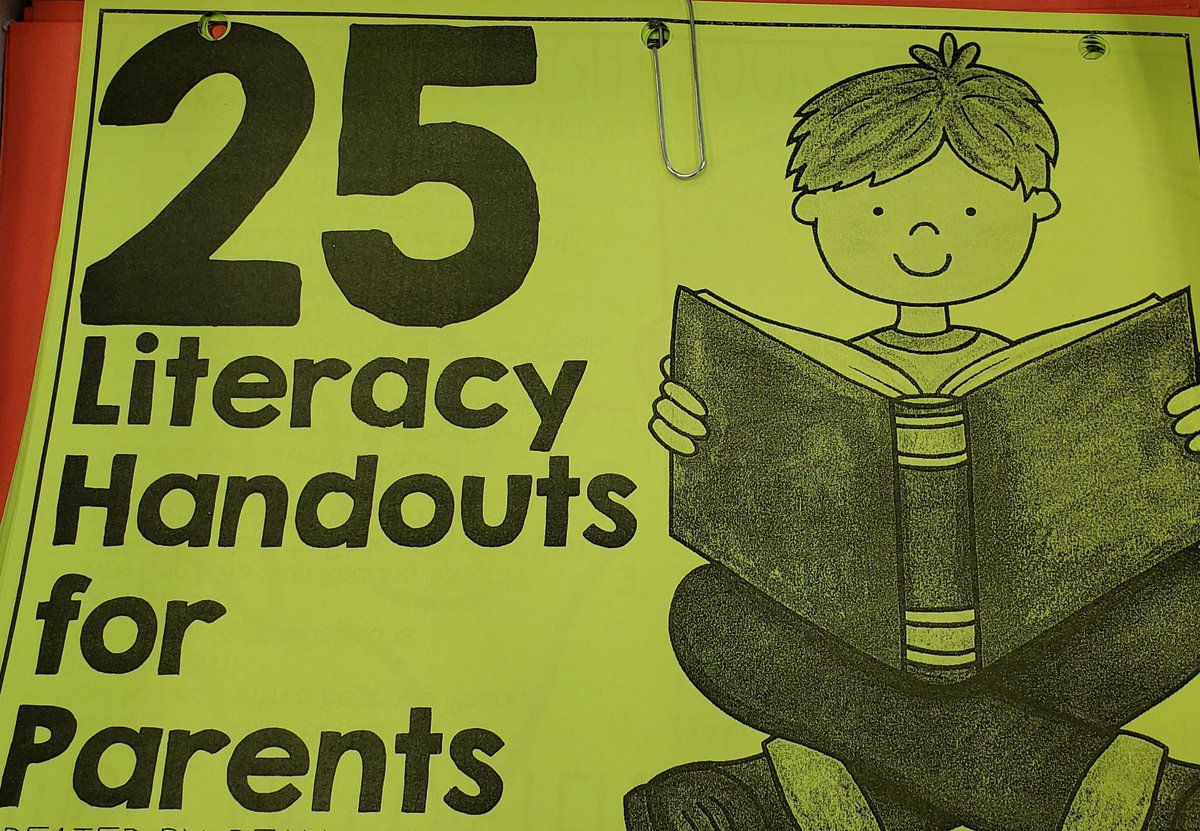 25
Literacy
Handouts
for
Parents